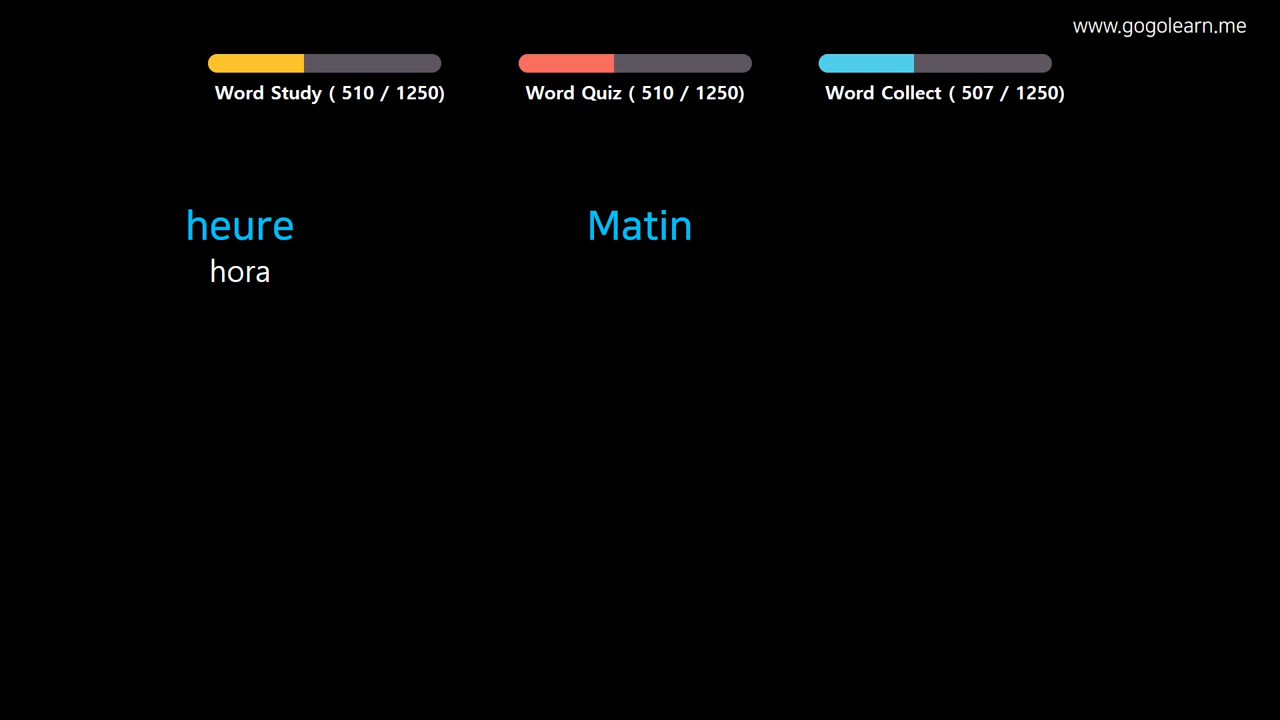 www.gogolearn.me
Word Study ( 510 / 1250)
Word Quiz ( 510 / 1250)
Word Collect ( 507 / 1250)
heure
hora
Matin